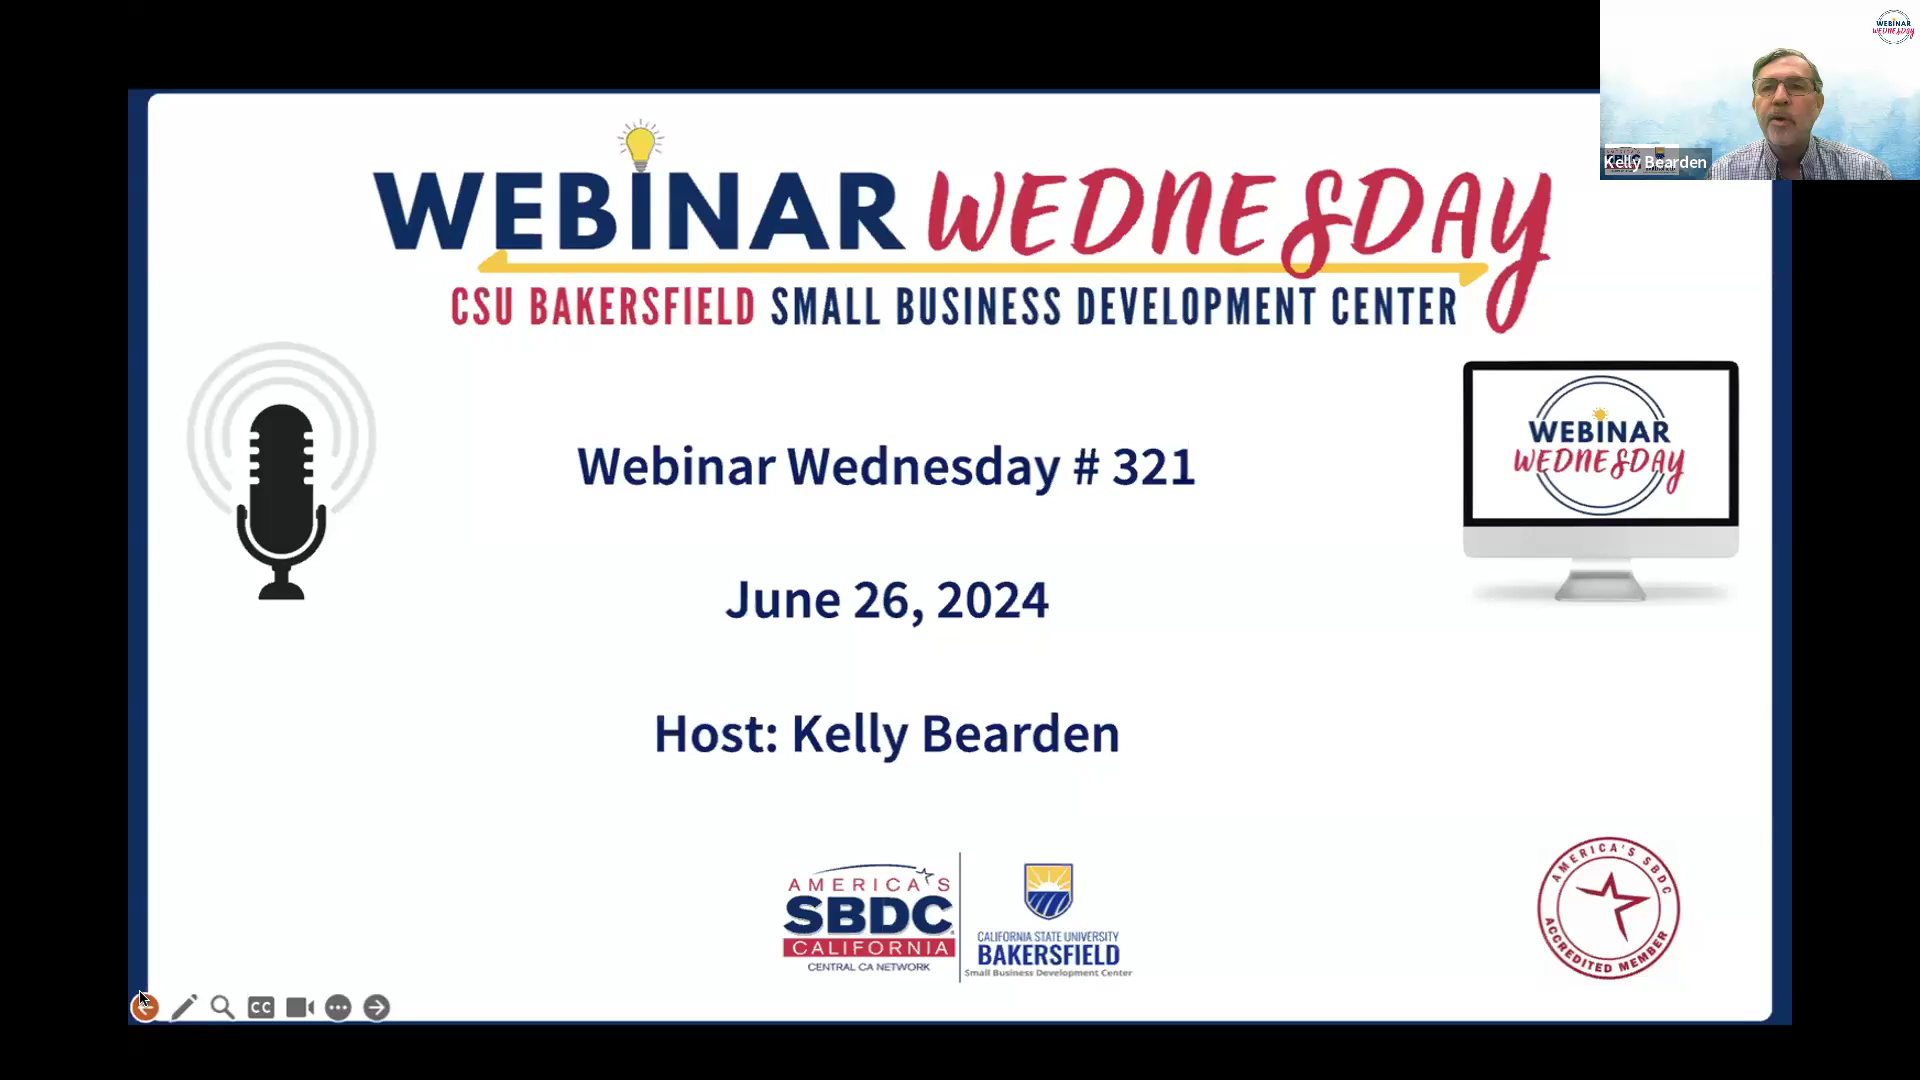 WEBINAR WEDNESDAY
CSU BAKERSFIELD SMALL BUSINESS DEVELOPMENT CENTER
WEBINAR
WEDNESDAY
Kelly Bearden
WEBINAR
WEDNESDAY
Webinar Wednesday # 321
June 26, 2024
Host: Kelly Bearden
AMERICA'S
SBDC
CALIFORNIA
CENTRAL CA NETWORK
CALIFORNIA STATE UNIVERSITY
BAKERSFIELD
Small Business Development Center
AMERICA'S SBDC
ACCREDITED MEMBER
CC